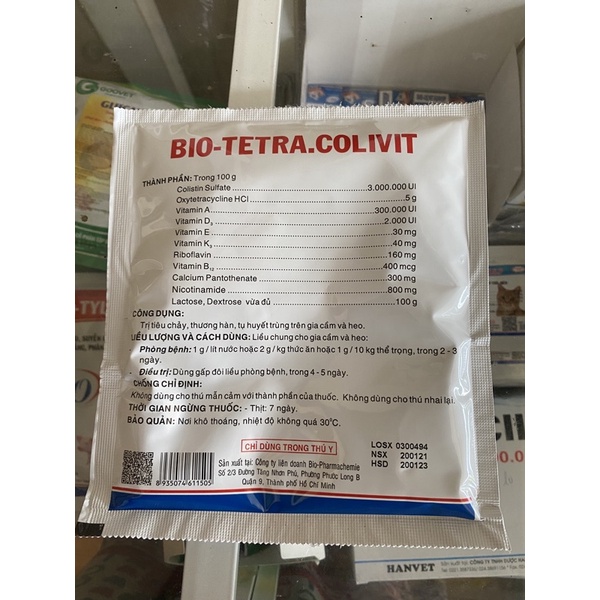 BIO-TETRA.COLIVIT
THÀNH PHẦN: Trong 100 g
Colistin Sulfate 3.000.000 UI
Oxytetracycline HCl 5 g
Vitamin A 300.000 UI
Vitamin D3 2.000 UI
Vitamin E 30 mg
Vitamin K3 40 mg
Riboflavin 160 mg
Vitamin B12 400 mcg
Calcium Pantothenate 300 mg
Nicotinamide 800 mg
Lactose, Dextrose vừa đủ 100 g
CÔNG DỤNG:
Trị tiêu chảy, thương hàn, tụ huyết trùng trên gia cầm và heo.
LIỀU LƯỢNG VÀ CÁCH DÙNG: Liều chung cho gia cầm và heo:
Phòng bệnh: 1 g / lít nước hoặc 2 g / kg thức ăn hoặc 1 g / 10 kg thể trọng, trong 2 - 3
ngày.
- Điều trị: Dùng gấp đôi liều phòng bệnh, trong 4 - 5 ngày.
CHỐNG CHỈ ĐỊNH:
Không dùng cho thú mẫn cảm với thành phần của thuốc. Không dùng cho thú nhai lại.
THỜI GIAN NGỪNG THUỐC: - Thịt: 7 ngày.
BẢO QUẢN: Nơi khô thoáng, nhiệt độ không quá 30°C.
CHỈ DÙNG TRONG THÚ Y
LOSX 0300494
NSX 200121
HSD 200123
Sản xuất tại: Công ty liên doanh Bio-Pharmachemie
Số 2/3 Đường Tăng Nhơn Phú, Phường Phước Long B
Quận 9, Thành phố Hồ Chí Minh
8 935074 611505
GOOVET
HANVET